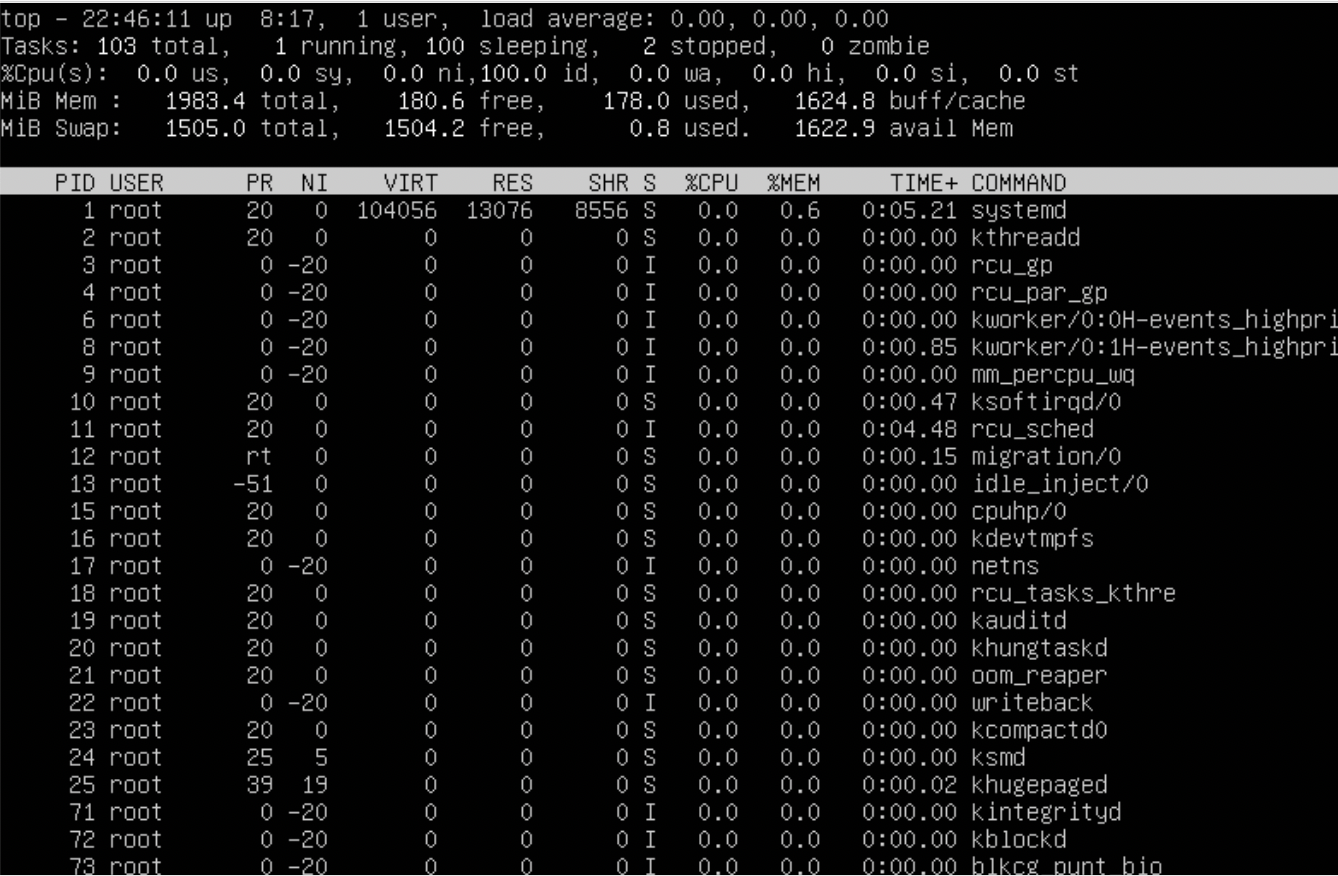 top - 22:46:11 up  8:17,  1 user,  load average: 0.00, 0.00, 0.00
Tasks: 103 total,   1 running, 100 sleeping,   2 stopped,   0 zombie
%Cpu(s):  0.0 us,  0.0 sy,  0.0 ni,100.0 id,  0.0 wa,  0.0 hi,  0.0 si,  0.0 st
MiB Mem :   1983.4 total,    180.6 free,    178.0 used,   1624.8 buff/cache
MiB Swap:   1505.0 total,   1504.2 free,      0.8 used.   1622.9 avail Mem
PID USER PR NI VIRT RES SHR S %CPU %MEM TIME+ COMMAND
1 root 20 0 104056 13076 8556 S 0.0 0.6 0:05.21 systemd
2 root 20 0 0 0 0 S 0.0 0.0 0:00.00 kthreadd
3 root 0 -20 0 0 0 I 0.0 0.0 0:00.00 rcu_gp
4 root 0 -20 0 0 0 I 0.0 0.0 0:00.00 rcu_par_gp
6 root 0 -20 0 0 0 I 0.0 0.0 0:00.00 kworker/0:0H-events_highpri
8 root 0 -20 0 0 0 I 0.0 0.0 0:00.85 kworker/0:1H-events_highpri
9 root 0 -20 0 0 0 I 0.0 0.0 0:00.00 mm_percpu_wq
10 root 20 0 0 0 0 S 0.0 0.0 0:00.47 ksoftirqd/0
11 root 20 0 0 0 0 I 0.0 0.0 0:04.48 rcu_sched
12 root rt 0 0 0 0 S 0.0 0.0 0:00.15 migration/0
13 root -51 0 0 0 0 S 0.0 0.0 0:00.00 idle_inject/0
15 root 20 0 0 0 0 S 0.0 0.0 0:00.00 cpuhp/0
16 root 20 0 0 0 0 S 0.0 0.0 0:00.00 kdevtmpfs
17 root 0 -20 0 0 0 I 0.0 0.0 0:00.00 netns
18 root 20 0 0 0 0 S 0.0 0.0 0:00.00 rcu_tasks_kthre
19 root 20 0 0 0 0 S 0.0 0.0 0:00.00 kauditd
20 root 20 0 0 0 0 S 0.0 0.0 0:00.00 khungtaskd
21 root 20 0 0 0 0 S 0.0 0.0 0:00.00 oom_reaper
22 root 0 -20 0 0 0 I 0.0 0.0 0:00.00 writeback
23 root 20 0 0 0 0 S 0.0 0.0 0:00.00 kcompactd0
24 root 25 5 0 0 0 S 0.0 0.0 0:00.00 ksmd
25 root 39 19 0 0 0 S 0.0 0.0 0:00.02 khugepaged
71 root 0 -20 0 0 0 I 0.0 0.0 0:00.00 kintegrityd
72 root 0 -20 0 0 0 I 0.0 0.0 0:00.00 kblockd
73 root 0 -20 0 0 0 I 0.0 0.0 0:00.00 blkcg_punt_bio